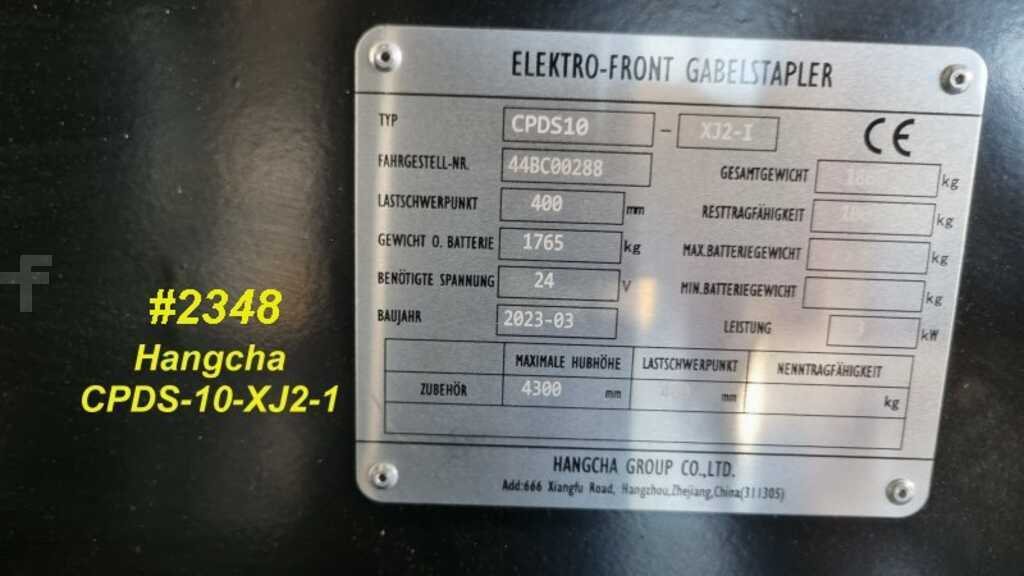 ELEKTRO-FRONT GABELSTAPLER
TYP CPDS10 - XJ2-I CE
FAHRGESTELL-NR. 44BC00288 GESAMTGEWICHT kg
LASTSCHWERPUNKT 400 mm RESTTRAGFÄHIGKEIT kg
GEWICHT O. BATTERIE 1765 kg MAX.BATTERIEGEWICHT kg
BENÖTIGTE SPANNUNG 24 V MIN.BATTERIEGEWICHT kg
BAUJAHR 2023-03 LEISTUNG kW
MAXIMALE HUBHÖHE LASTSCHWERPUNKT NENNTRAGFÄHIGKEIT
ZUBEHÖR 4300 mm mm kg
HANGCHA GROUP CO.,LTD.
Add:666 Xiangfu Road, Hangzhou,Zhejiang,China(311305)
f
#2348
Hangcha
CPDS-10-XJ2-1